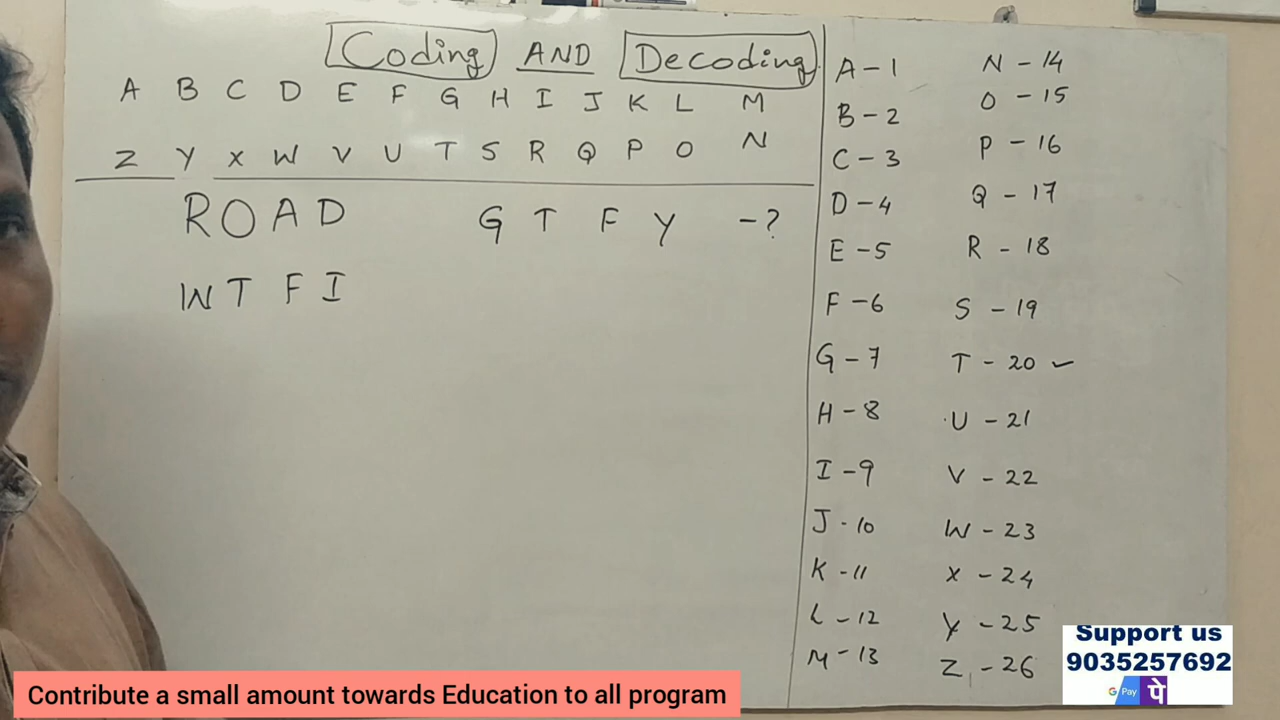 Coding AND Decoding
A B C D E F G H I J K L M
Z Y X W V U T S R Q P O N
ROAD G T F Y -?
W T F I
A - 1
B - 2
C - 3
D - 4
E - 5
F - 6
G - 7
H - 8
I - 9
J - 10
K - 11
L - 12
M - 13
N - 14
O - 15
P - 16
Q - 17
R - 18
S - 19
T - 20 ✓
U - 21
V - 22
W - 23
X - 24
Y - 25
Z - 26
Support us
9035257692
G Pay पे
Contribute a small amount towards Education to all program